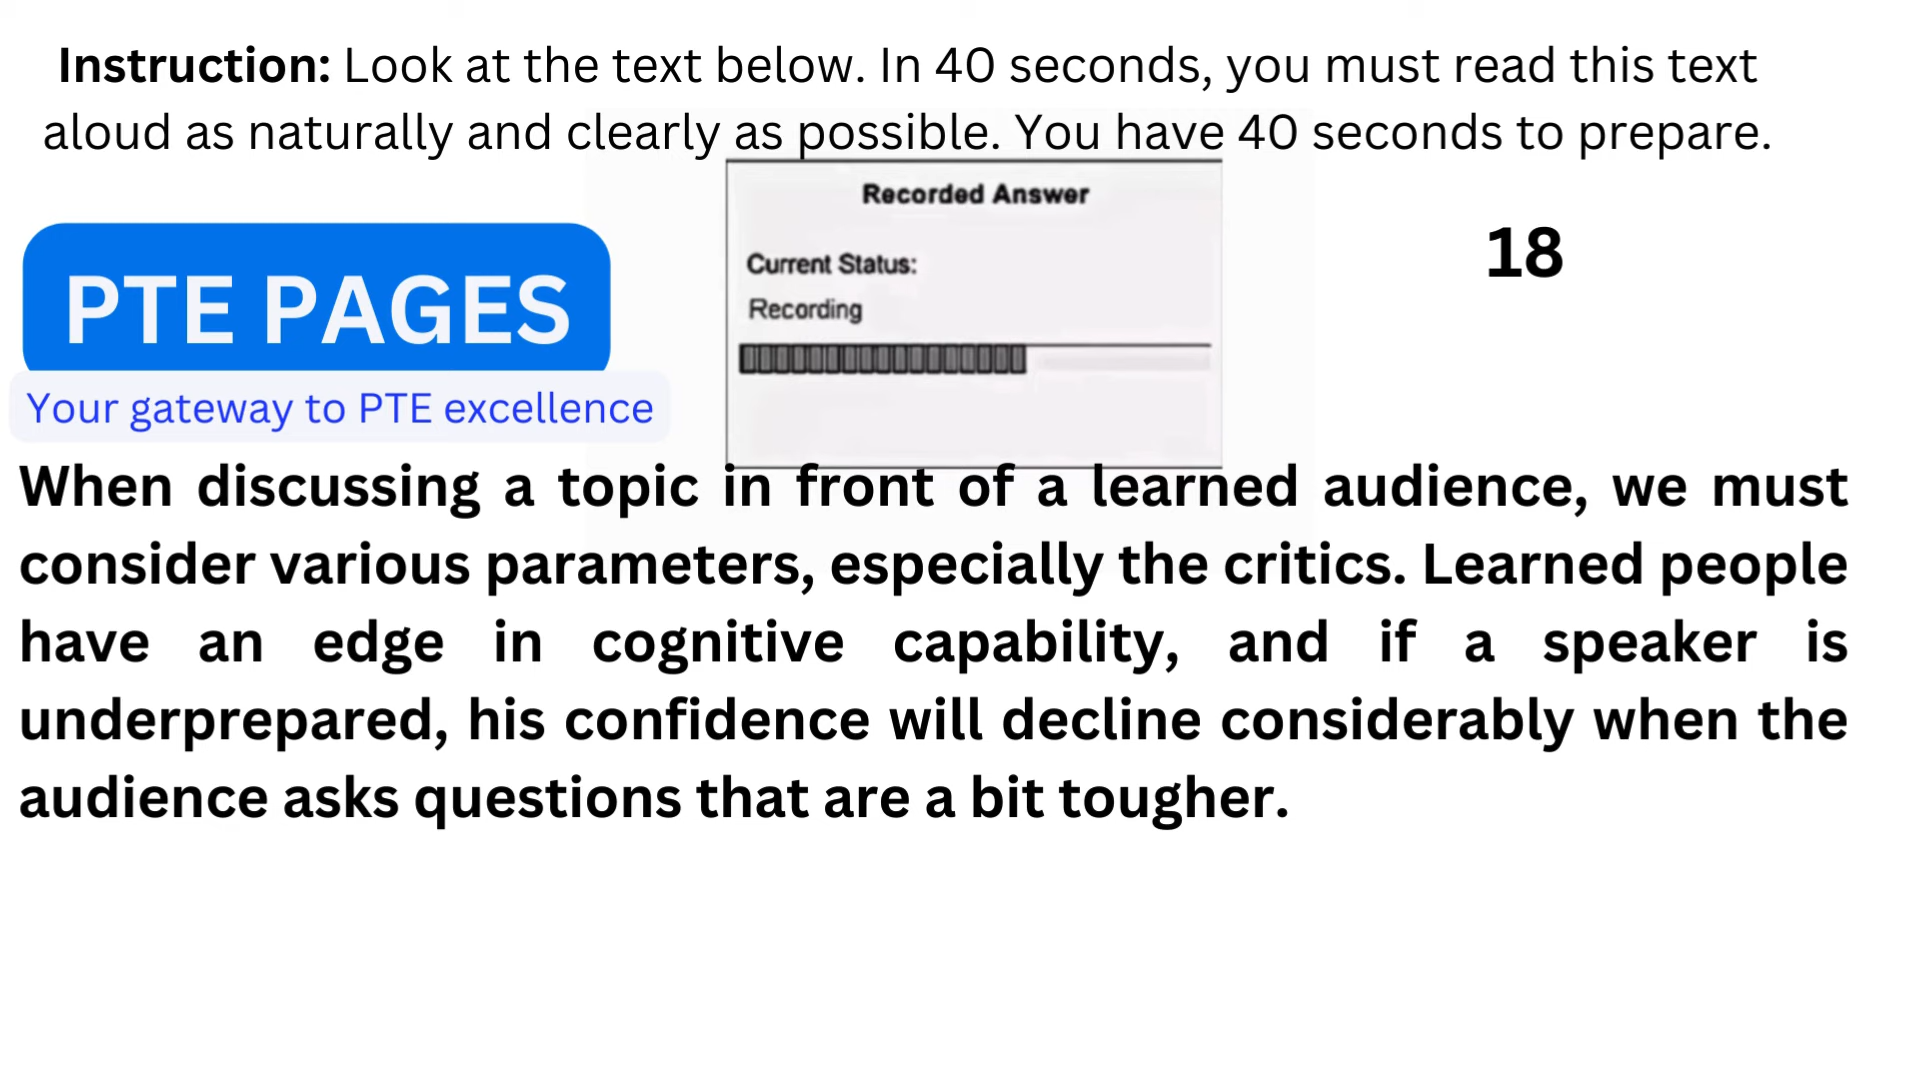 Instruction: Look at the text below. In 40 seconds, you must read this text
aloud as naturally and clearly as possible. You have 40 seconds to prepare.
Recorded Answer
Current Status:
Recording
18
PTE PAGES
Your gateway to PTE excellence
When discussing a topic in front of a learned audience, we must
consider various parameters, especially the critics. Learned people
have an edge in cognitive capability, and if a speaker is
underprepared, his confidence will decline considerably when the
audience asks questions that are a bit tougher.